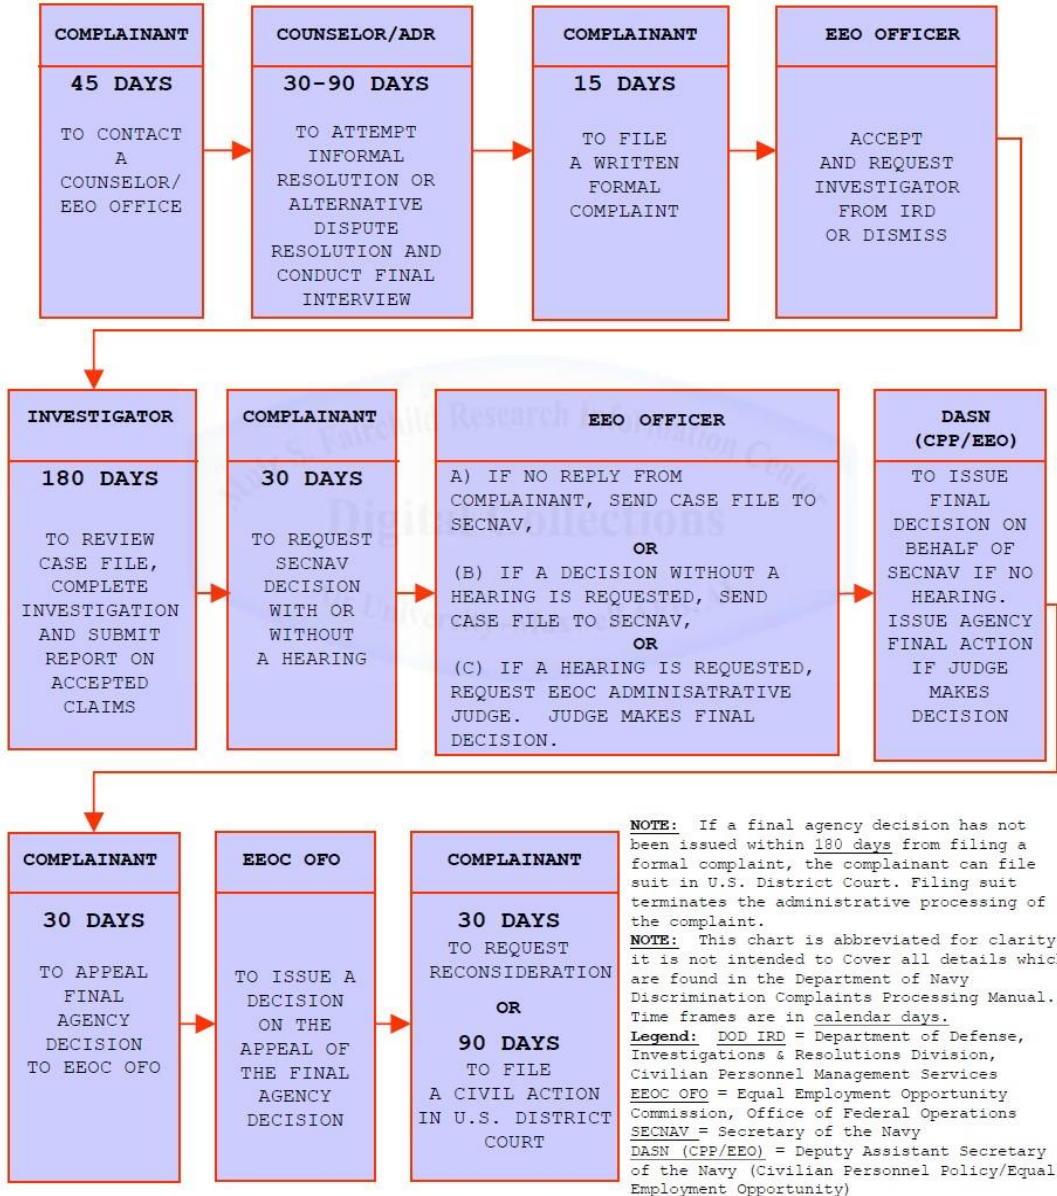 COMPLAINANT
45 DAYS
TO CONTACT
A
COUNSELOR/
EEO OFFICE
COUNSELOR/ADR
30-90 DAYS
TO ATTEMPT
INFORMAL
RESOLUTION OR
ALTERNATIVE
DISPUTE
RESOLUTION AND
CONDUCT FINAL
INTERVIEW
COMPLAINANT
15 DAYS
TO FILE
A WRITTEN
FORMAL
COMPLAINT
EEO OFFICER
ACCEPT
AND REQUEST
INVESTIGATOR
FROM IRD
OR DISMISS
INVESTIGATOR
180 DAYS
TO REVIEW
CASE FILE,
COMPLETE
INVESTIGATION
AND SUBMIT
REPORT ON
ACCEPTED
CLAIMS
COMPLAINANT
30 DAYS
TO REQUEST
SECNAV
DECISION
WITH OR
WITHOUT
A HEARING
EEO OFFICER
A) IF NO REPLY FROM
COMPLAINANT, SEND CASE FILE TO
SECNAV,
OR
(B) IF A DECISION WITHOUT A
HEARING IS REQUESTED, SEND
CASE FILE TO SECNAV,
OR
(C) IF A HEARING IS REQUESTED,
REQUEST EEOC ADMINISATRATIVE
JUDGE. JUDGE MAKES FINAL
DECISION.
DASN
(CPP/EEO)
TO ISSUE
FINAL
DECISION ON
BEHALF OF
SECNAV IF NO
HEARING.
ISSUE AGENCY
FINAL ACTION
IF JUDGE
MAKES
DECISION
Muir S. Fairchild Research Information Center
Digital Collections
COMPLAINANT
30 DAYS
TO APPEAL
FINAL
AGENCY
DECISION
TO EEOC OFO
EEOC OFO
TO ISSUE A
DECISION
ON THE
APPEAL OF
THE FINAL
AGENCY
DECISION
COMPLAINANT
30 DAYS
TO REQUEST
RECONSIDERATION
OR
90 DAYS
TO FILE
A CIVIL ACTION
IN U.S. DISTRICT
COURT
NOTE: If a final agency decision has not
been issued within 180 days from filing a
formal complaint, the complainant can file
suit in U.S. District Court. Filing suit
terminates the administrative processing of
the complaint.
NOTE: This chart is abbreviated for clarity
it is not intended to Cover all details which
are found in the Department of Navy
Discrimination Complaints Processing Manual.
Time frames are in calendar days.
Legend: DOD IRD = Department of Defense,
Investigations & Resolutions Division,
Civilian Personnel Management Services
EEOC OFO = Equal Employment Opportunity
Commission, Office of Federal Operations
SECNAV = Secretary of the Navy
DASN (CPP/EEO) = Deputy Assistant Secretary
of the Navy (Civilian Personnel Policy/Equal
Employment Opportunity)